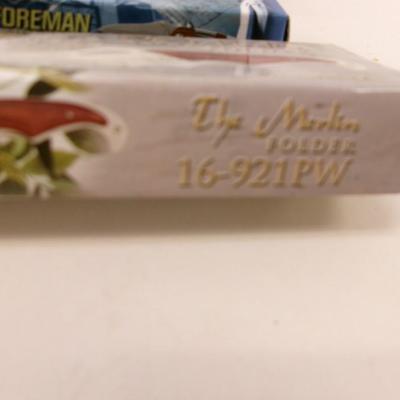 FOREMAN
The Merlin
FOLDER
16-921PW